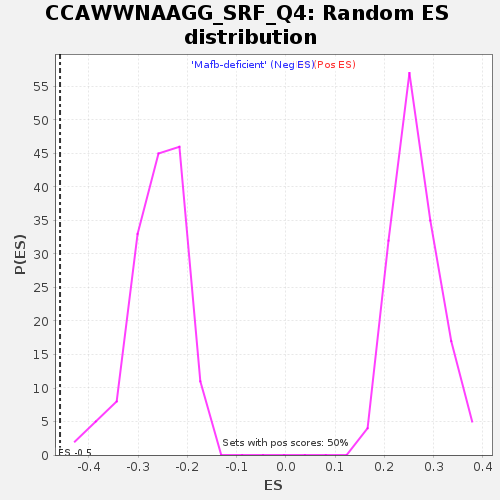 CCAWWNAAGG_SRF_Q4: Random ES
distribution
'Mafb-deficient' (Neg ES)(Pos ES)
P(ES)
55
50
45
40
35
30
25
20
15
10
5
0
Sets with pos scores: 50%
ES -0.5
-0.4 -0.3 -0.2 -0.1 0.0 0.1 0.2 0.3 0.4
ES